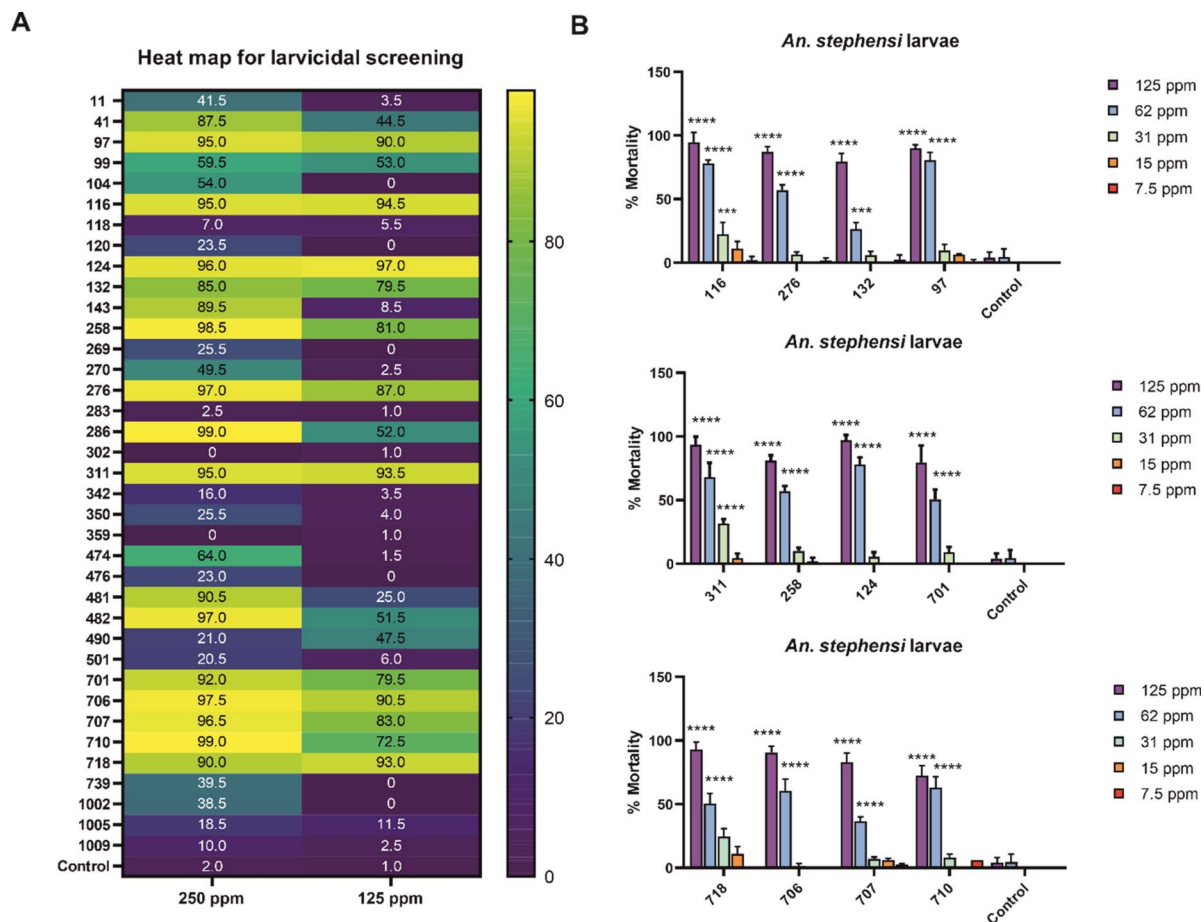 A
Heat map for larvicidal screening
11 41.5 3.5
41 87.5 44.5
97 95.0 90.0
99 59.5 53.0
104 54.0 0
116 95.0 94.5
118 7.0 5.5
120 23.5 0
124 96.0 97.0
132 85.0 79.5
143 89.5 8.5
258 98.5 81.0
269 25.5 0
270 49.5 2.5
276 97.0 87.0
283 2.5 1.0
286 99.0 52.0
302 0 1.0
311 95.0 93.5
342 16.0 3.5
350 25.5 4.0
359 0 1.0
474 64.0 1.5
476 23.0 0
481 90.5 25.0
482 97.0 51.5
490 21.0 47.5
501 20.5 6.0
701 92.0 79.5
706 97.5 90.5
707 96.5 83.0
710 99.0 72.5
718 90.0 93.0
739 39.5 0
1002 38.5 0
1005 18.5 11.5
1009 10.0 2.5
Control 2.0 1.0
250 ppm 125 ppm
80
60
40
20
0
B
An. stephensi larvae
% Mortality
150
100
50
0
**** **** *** **** **** **** *** **** ****
116 276 132 97 Control
125 ppm
62 ppm
31 ppm
15 ppm
7.5 ppm
An. stephensi larvae
% Mortality
150
100
50
0
**** **** **** **** **** **** **** **** ****
311 258 124 701 Control
125 ppm
62 ppm
31 ppm
15 ppm
7.5 ppm
An. stephensi larvae
% Mortality
150
100
50
0
**** **** **** **** **** **** **** **** ****
718 706 707 710 Control
125 ppm
62 ppm
31 ppm
15 ppm
7.5 ppm